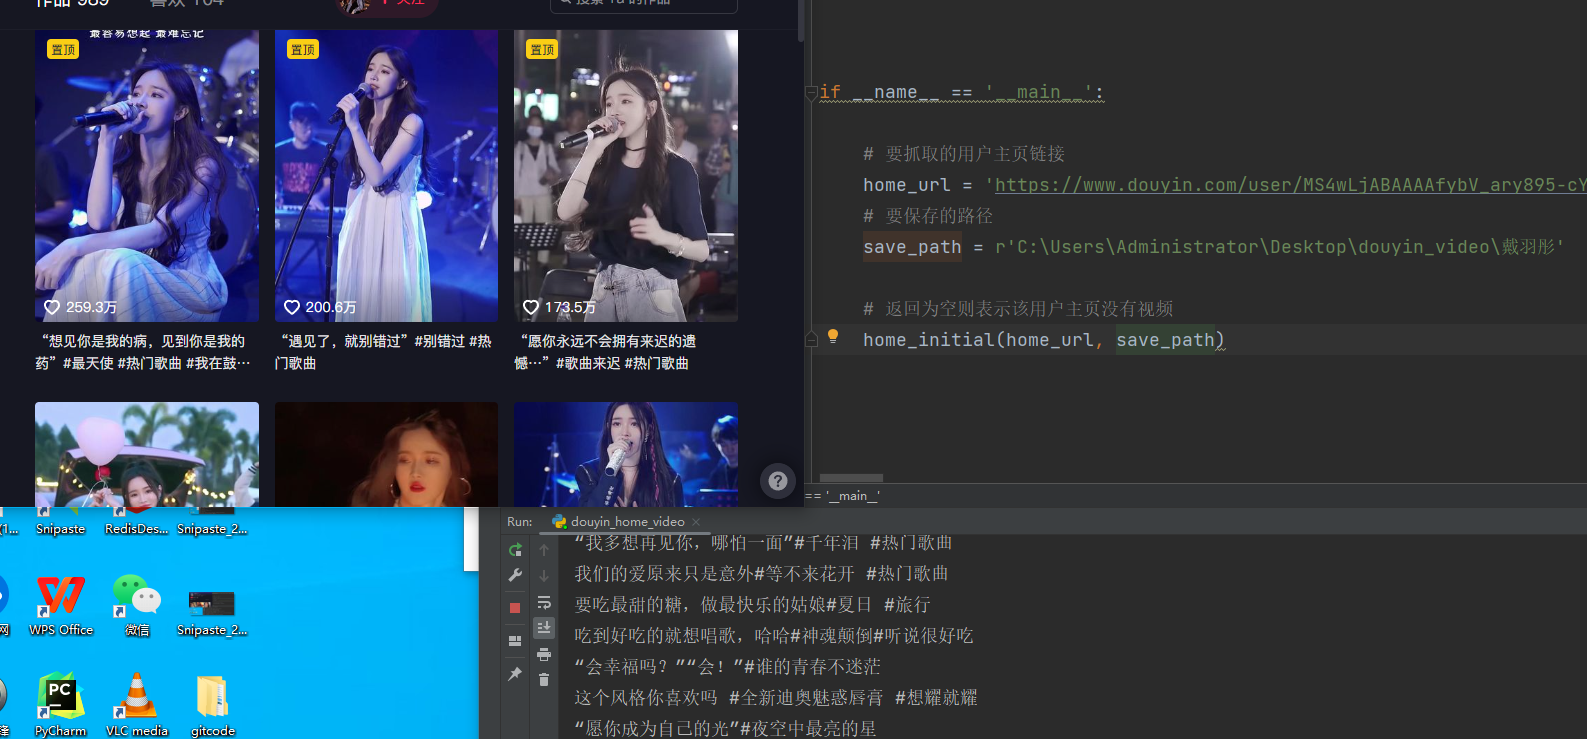 作品 989
喜欢 164
关注
搜索 Ta 的作品
最容易想起 最难忘记
置顶
置顶
置顶
259.3万
200.6万
173.5万
“想见你是我的病，见到你是我的
药”#最天使 #热门歌曲 #我在鼓…
“遇见了，就别错过”#别错过 #热
门歌曲
“愿你永远不会拥有来迟的遗
憾…”#歌曲来迟 #热门歌曲
?
if __name__ == '__main__':
# 要抓取的用户主页链接
home_url = 'https://www.douyin.com/user/MS4wLjABAAAAfybV_ary895-cY
# 要保存的路径
save_path = r'C:\Users\Administrator\Desktop\douyin_video\戴羽彤'
# 返回为空则表示该用户主页没有视频
home_initial(home_url, save_path)
== '__main__'
Run: douyin_home_video ×
“我多想再见你，哪怕一面”#千年泪 #热门歌曲
我们的爱原来只是意外#等不来花开 #热门歌曲
要吃最甜的糖，做最快乐的姑娘#夏日 #旅行
吃到好吃的就想唱歌，哈哈#神魂颠倒#听说很好吃
“会幸福吗？”“会！”#谁的青春不迷茫
这个风格你喜欢吗 #全新迪奥魅惑唇膏 #想耀就耀
“愿你成为自己的光”#夜空中最亮的星
(1...
Snipaste
RedisDes...
Snipaste_2...
网
WPS Office
微信
Snipaste_2...
锋
PC
PyCharm
VLC media
gitcode